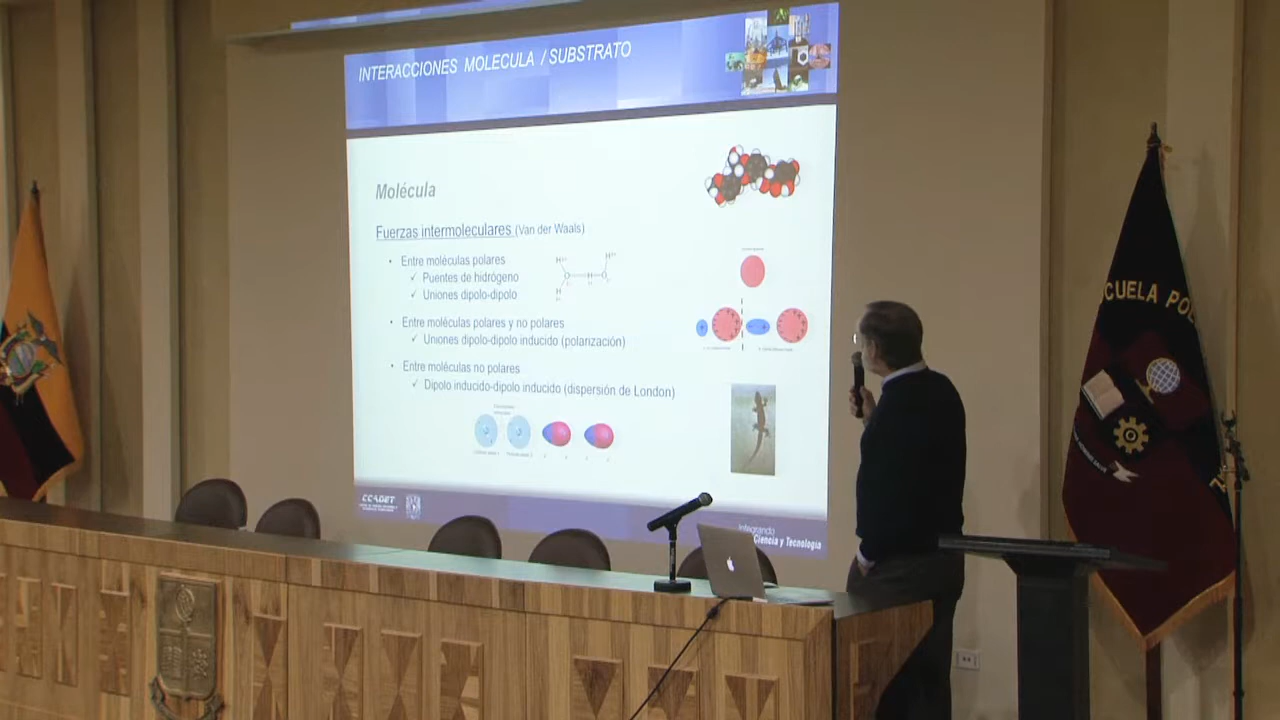 INTERACCIONES MOLECULA / SUBSTRATO
Molécula
Fuerzas intermoleculares (Van der Waals)
• Entre moléculas polares
✓ Puentes de hidrógeno
✓ Uniones dipolo-dipolo
• Entre moléculas polares y no polares
✓ Uniones dipolo-dipolo inducido (polarización)
• Entre moléculas no polares
✓ Dipolo inducido-dipolo inducido (dispersión de London)
CCADET
Integrando
Ciencia y Tecnología
CUELA POL